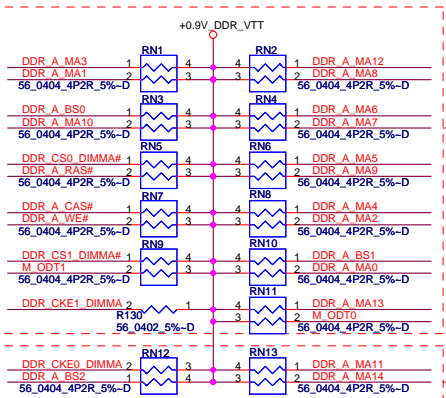 +0.9V_DDR_VTT
RN1 RN2
DDR_A_MA3 1 4 4 1 DDR_A_MA12
DDR_A_MA1 2 3 3 2 DDR_A_MA8
56_0404_4P2R_5%~D 56_0404_4P2R_5%~D
RN3 RN4
DDR_A_BS0 1 4 4 1 DDR_A_MA6
DDR_A_MA10 2 3 3 2 DDR_A_MA7
56_0404_4P2R_5%~D 56_0404_4P2R_5%~D
RN5 RN6
DDR_CS0_DIMMA# 1 4 4 1 DDR_A_MA5
DDR_A_RAS# 2 3 3 2 DDR_A_MA9
56_0404_4P2R_5%~D 56_0404_4P2R_5%~D
RN7 RN8
DDR_A_CAS# 1 4 4 1 DDR_A_MA4
DDR_A_WE# 2 3 3 2 DDR_A_MA2
56_0404_4P2R_5%~D 56_0404_4P2R_5%~D
RN9 RN10
DDR_CS1_DIMMA# 1 4 4 1 DDR_A_BS1
M_ODT1 2 3 3 2 DDR_A_MA0
56_0404_4P2R_5%~D 56_0404_4P2R_5%~D
RN11
DDR_CKE1_DIMMA 2 1 4 1 DDR_A_MA13
R130 3 2 M_ODT0
56_0402_5%~D 56_0404_4P2R_5%~D
RN12 RN13
DDR_CKE0_DIMMA 2 3 4 1 DDR_A_MA11
DDR_A_BS2 1 4 3 2 DDR_A_MA14
56_0404_4P2R_5%~D 56_0404_4P2R_5%~D